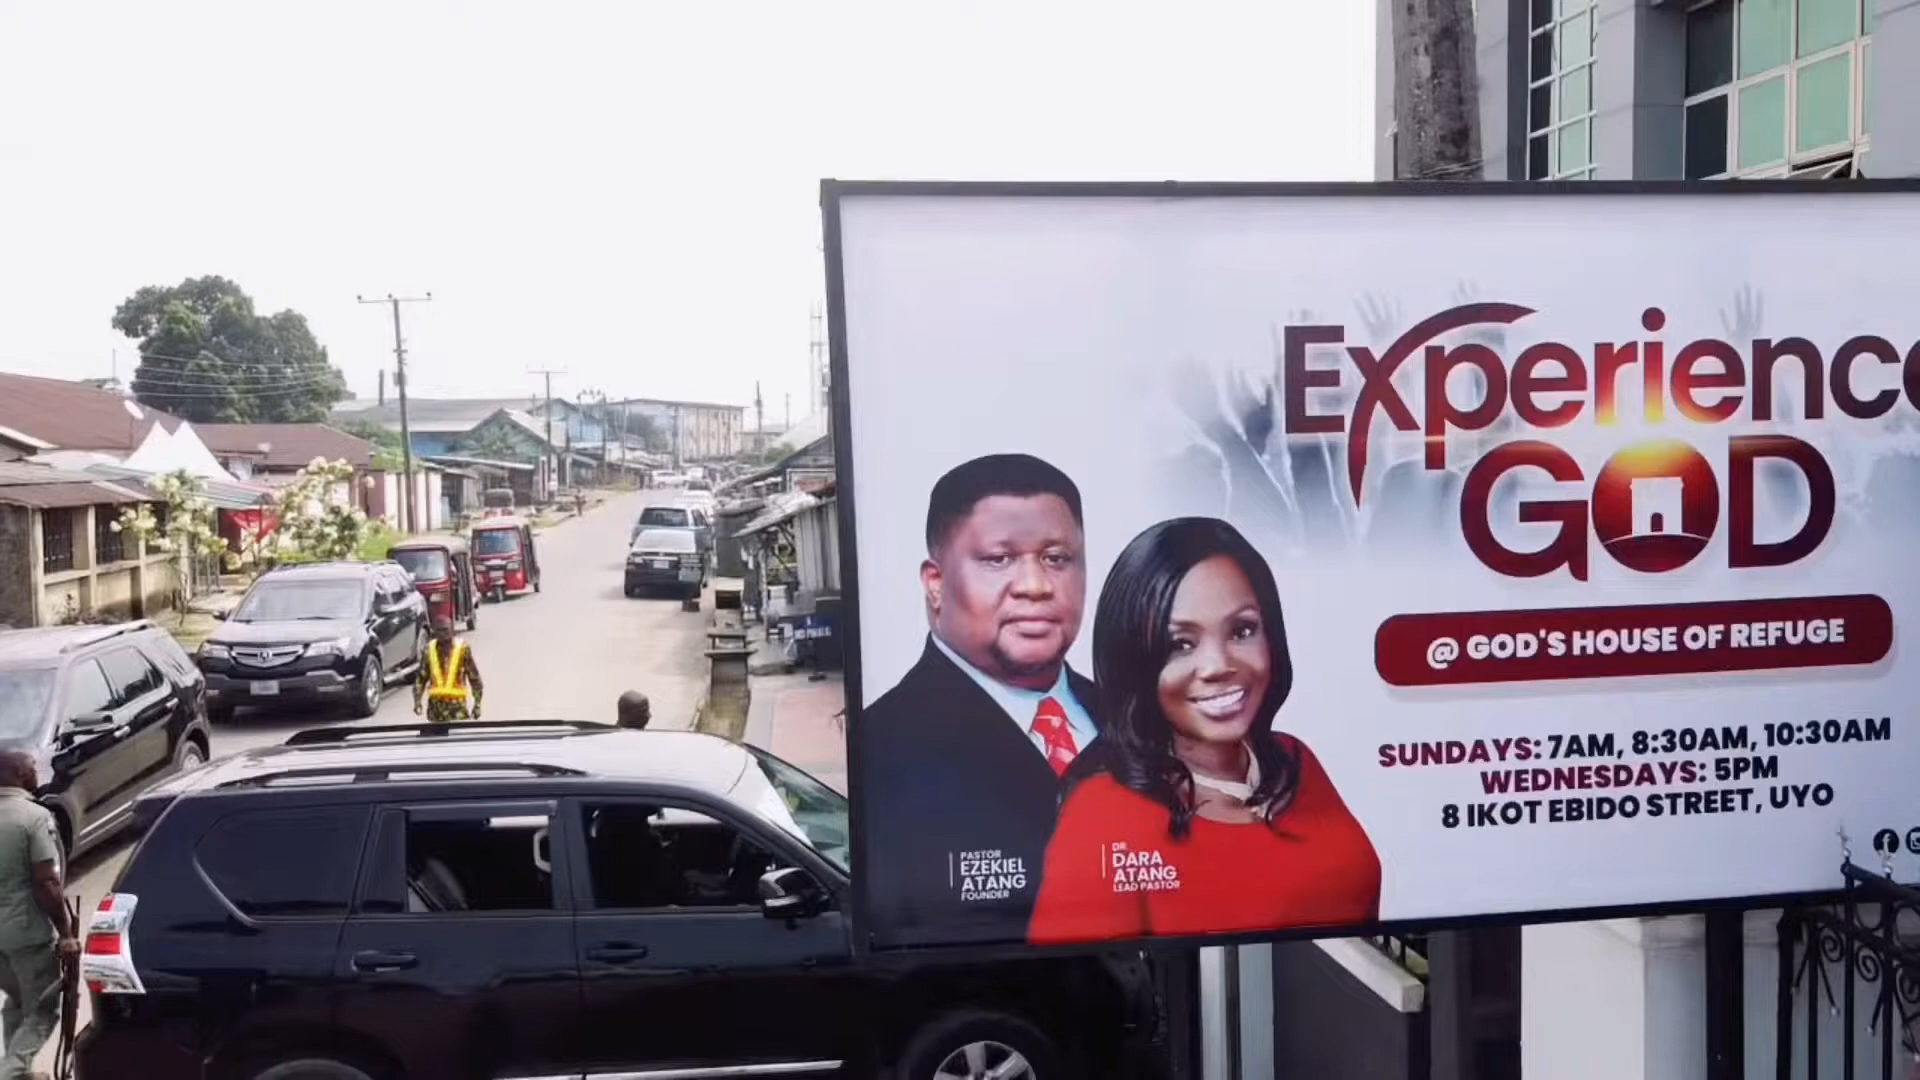 Experience
GOD
@ GOD'S HOUSE OF REFUGE
SUNDAYS: 7AM, 8:30AM, 10:30AM
WEDNESDAYS: 5PM
8 IKOT EBIDO STREET, UYO
PASTOR
EZEKIEL
ATANG
FOUNDER
DR
DARA
ATANG
LEAD PASTOR